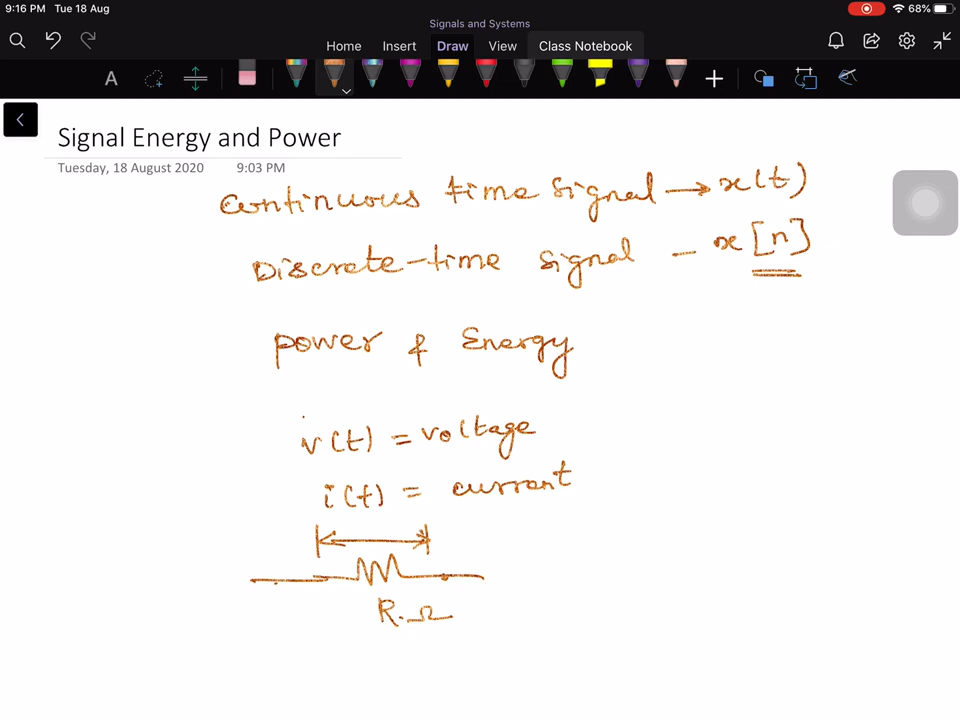 9:16 PM Tue 18 Aug
68%
Signals and Systems
Home Insert Draw View Class Notebook
A
Signal Energy and Power
Tuesday, 18 August 2020 9:03 PM
Continuous time signal → x(t)
Discrete-time signal - x[n]
power & Energy
v(t) = voltage
i(t) = current
R.Ω